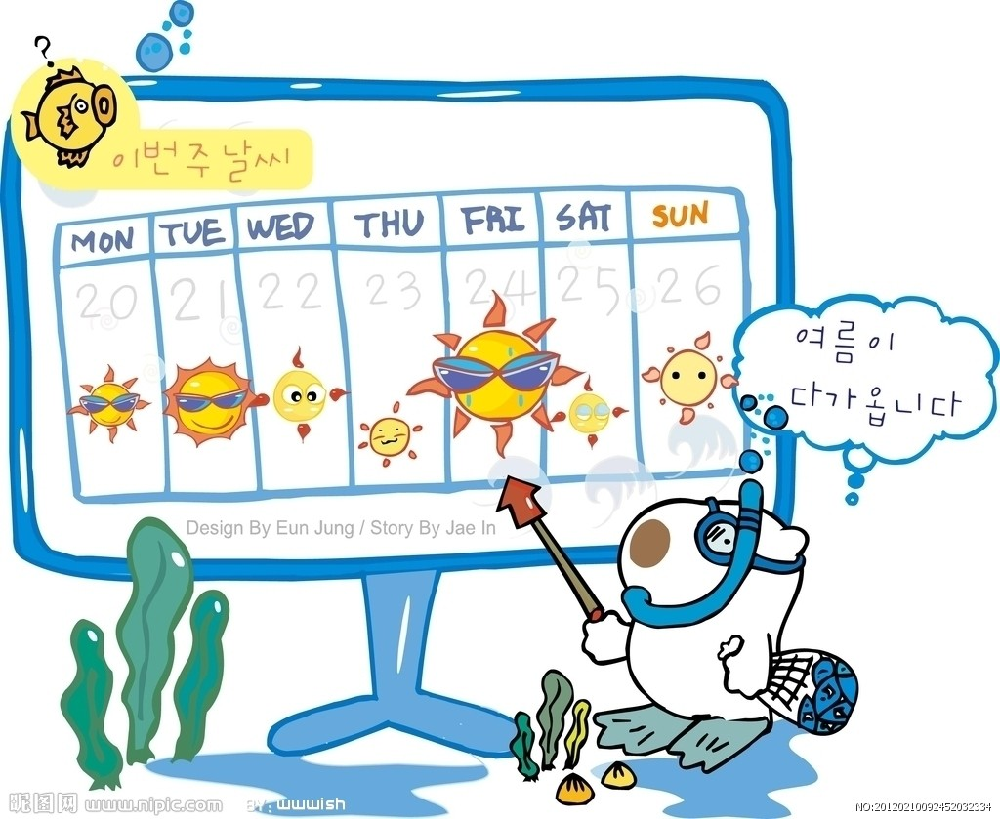 ?
이번 주 날씨
MON TUE WED THU FRI SAT SUN
20 21 22 23 24 25 26
여름이
다가 옵니다
Design By Eun Jung / Story By Jae In
昵图网 www.nipic.com BY: wwwish
NO:20120210092452032334